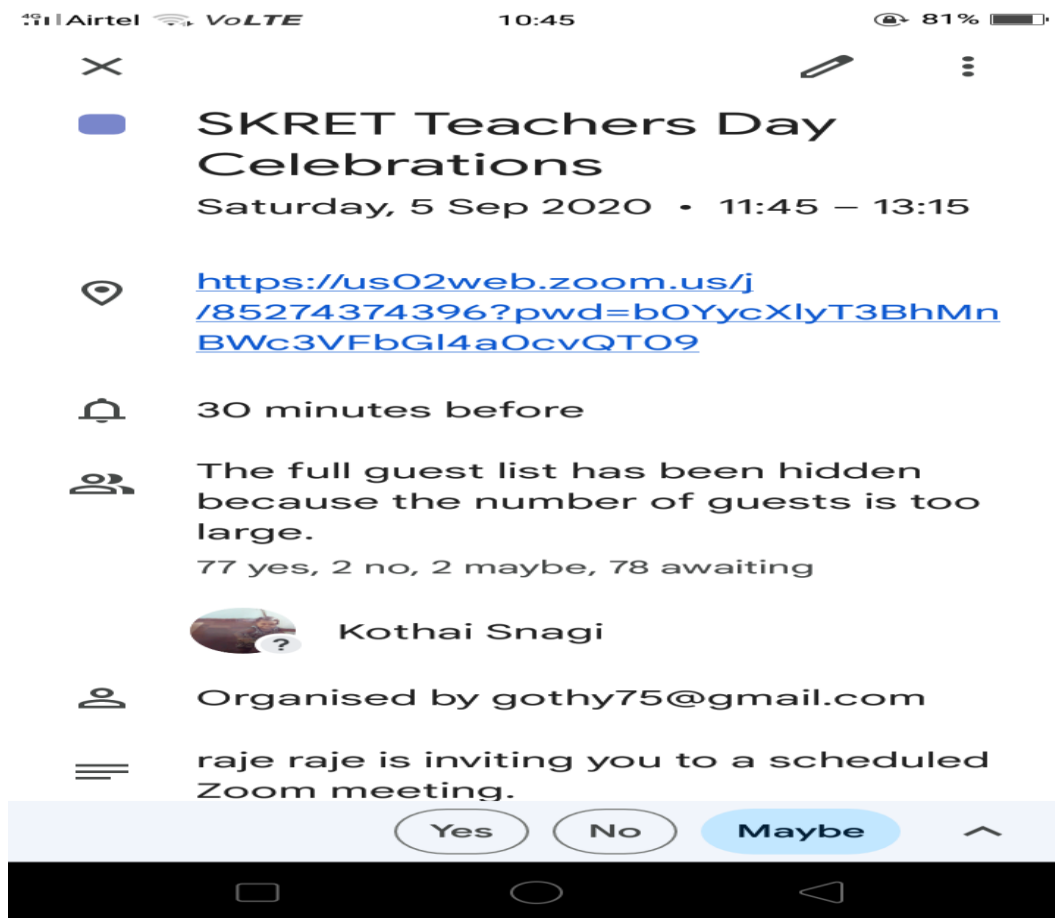 4G Airtel VoLTE 10:45 81%
SKRET Teachers Day
Celebrations
Saturday, 5 Sep 2020 • 11:45 – 13:15
https://us02web.zoom.us/j
/85274374396?pwd=b0YycXlyT3BhMn
BWc3VFbGl4a0cvQT09
30 minutes before
The full guest list has been hidden
because the number of guests is too
large.
77 yes, 2 no, 2 maybe, 78 awaiting
? Kothai Snagi
Organised by gothy75@gmail.com
raje raje is inviting you to a scheduled
Zoom meeting.
Yes No Maybe